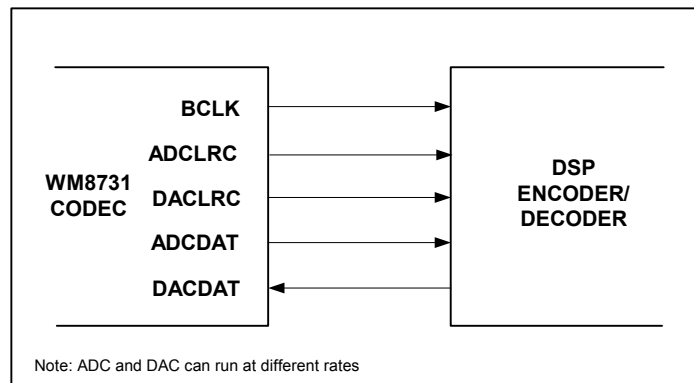 BCLK
ADCLRC
WM8731
CODEC
DACLRC
ADCDAT
DACDAT
DSP
ENCODER/
DECODER
Note: ADC and DAC can run at different rates